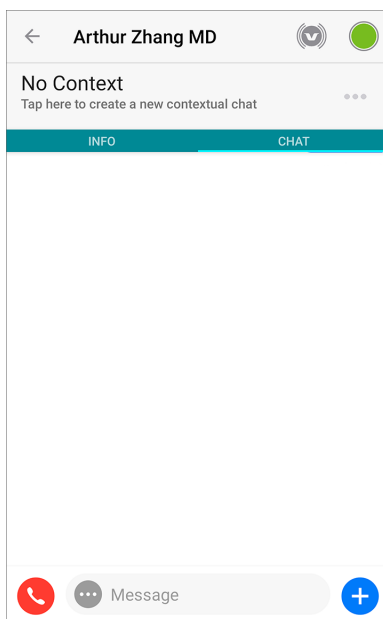 Arthur Zhang MD
No Context
Tap here to create a new contextual chat
INFO
CHAT
Message